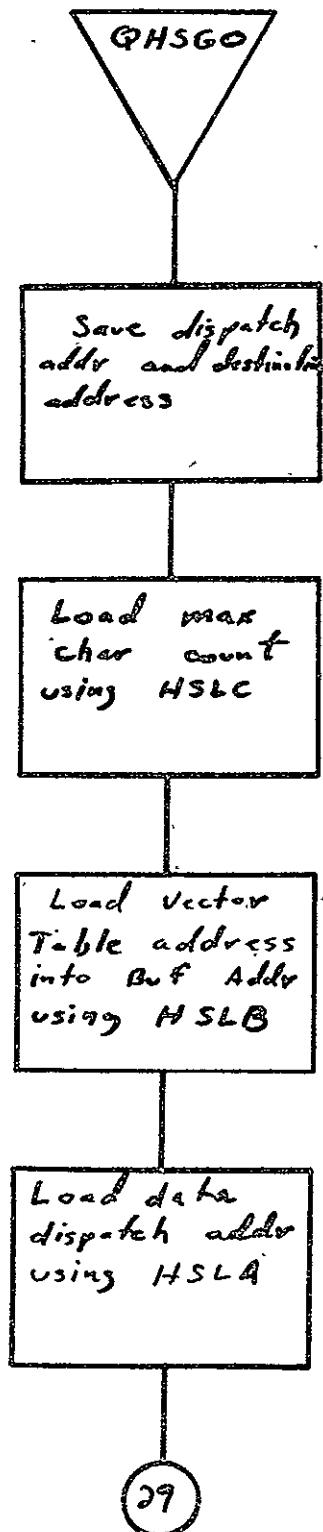 QHSGO
Save dispatch
addr and destination
address
Load max
char count
using HSLC
Load Vector
Table address
into Buf Addr
using HSLB
Load data
dispatch addr
using HSLA
29